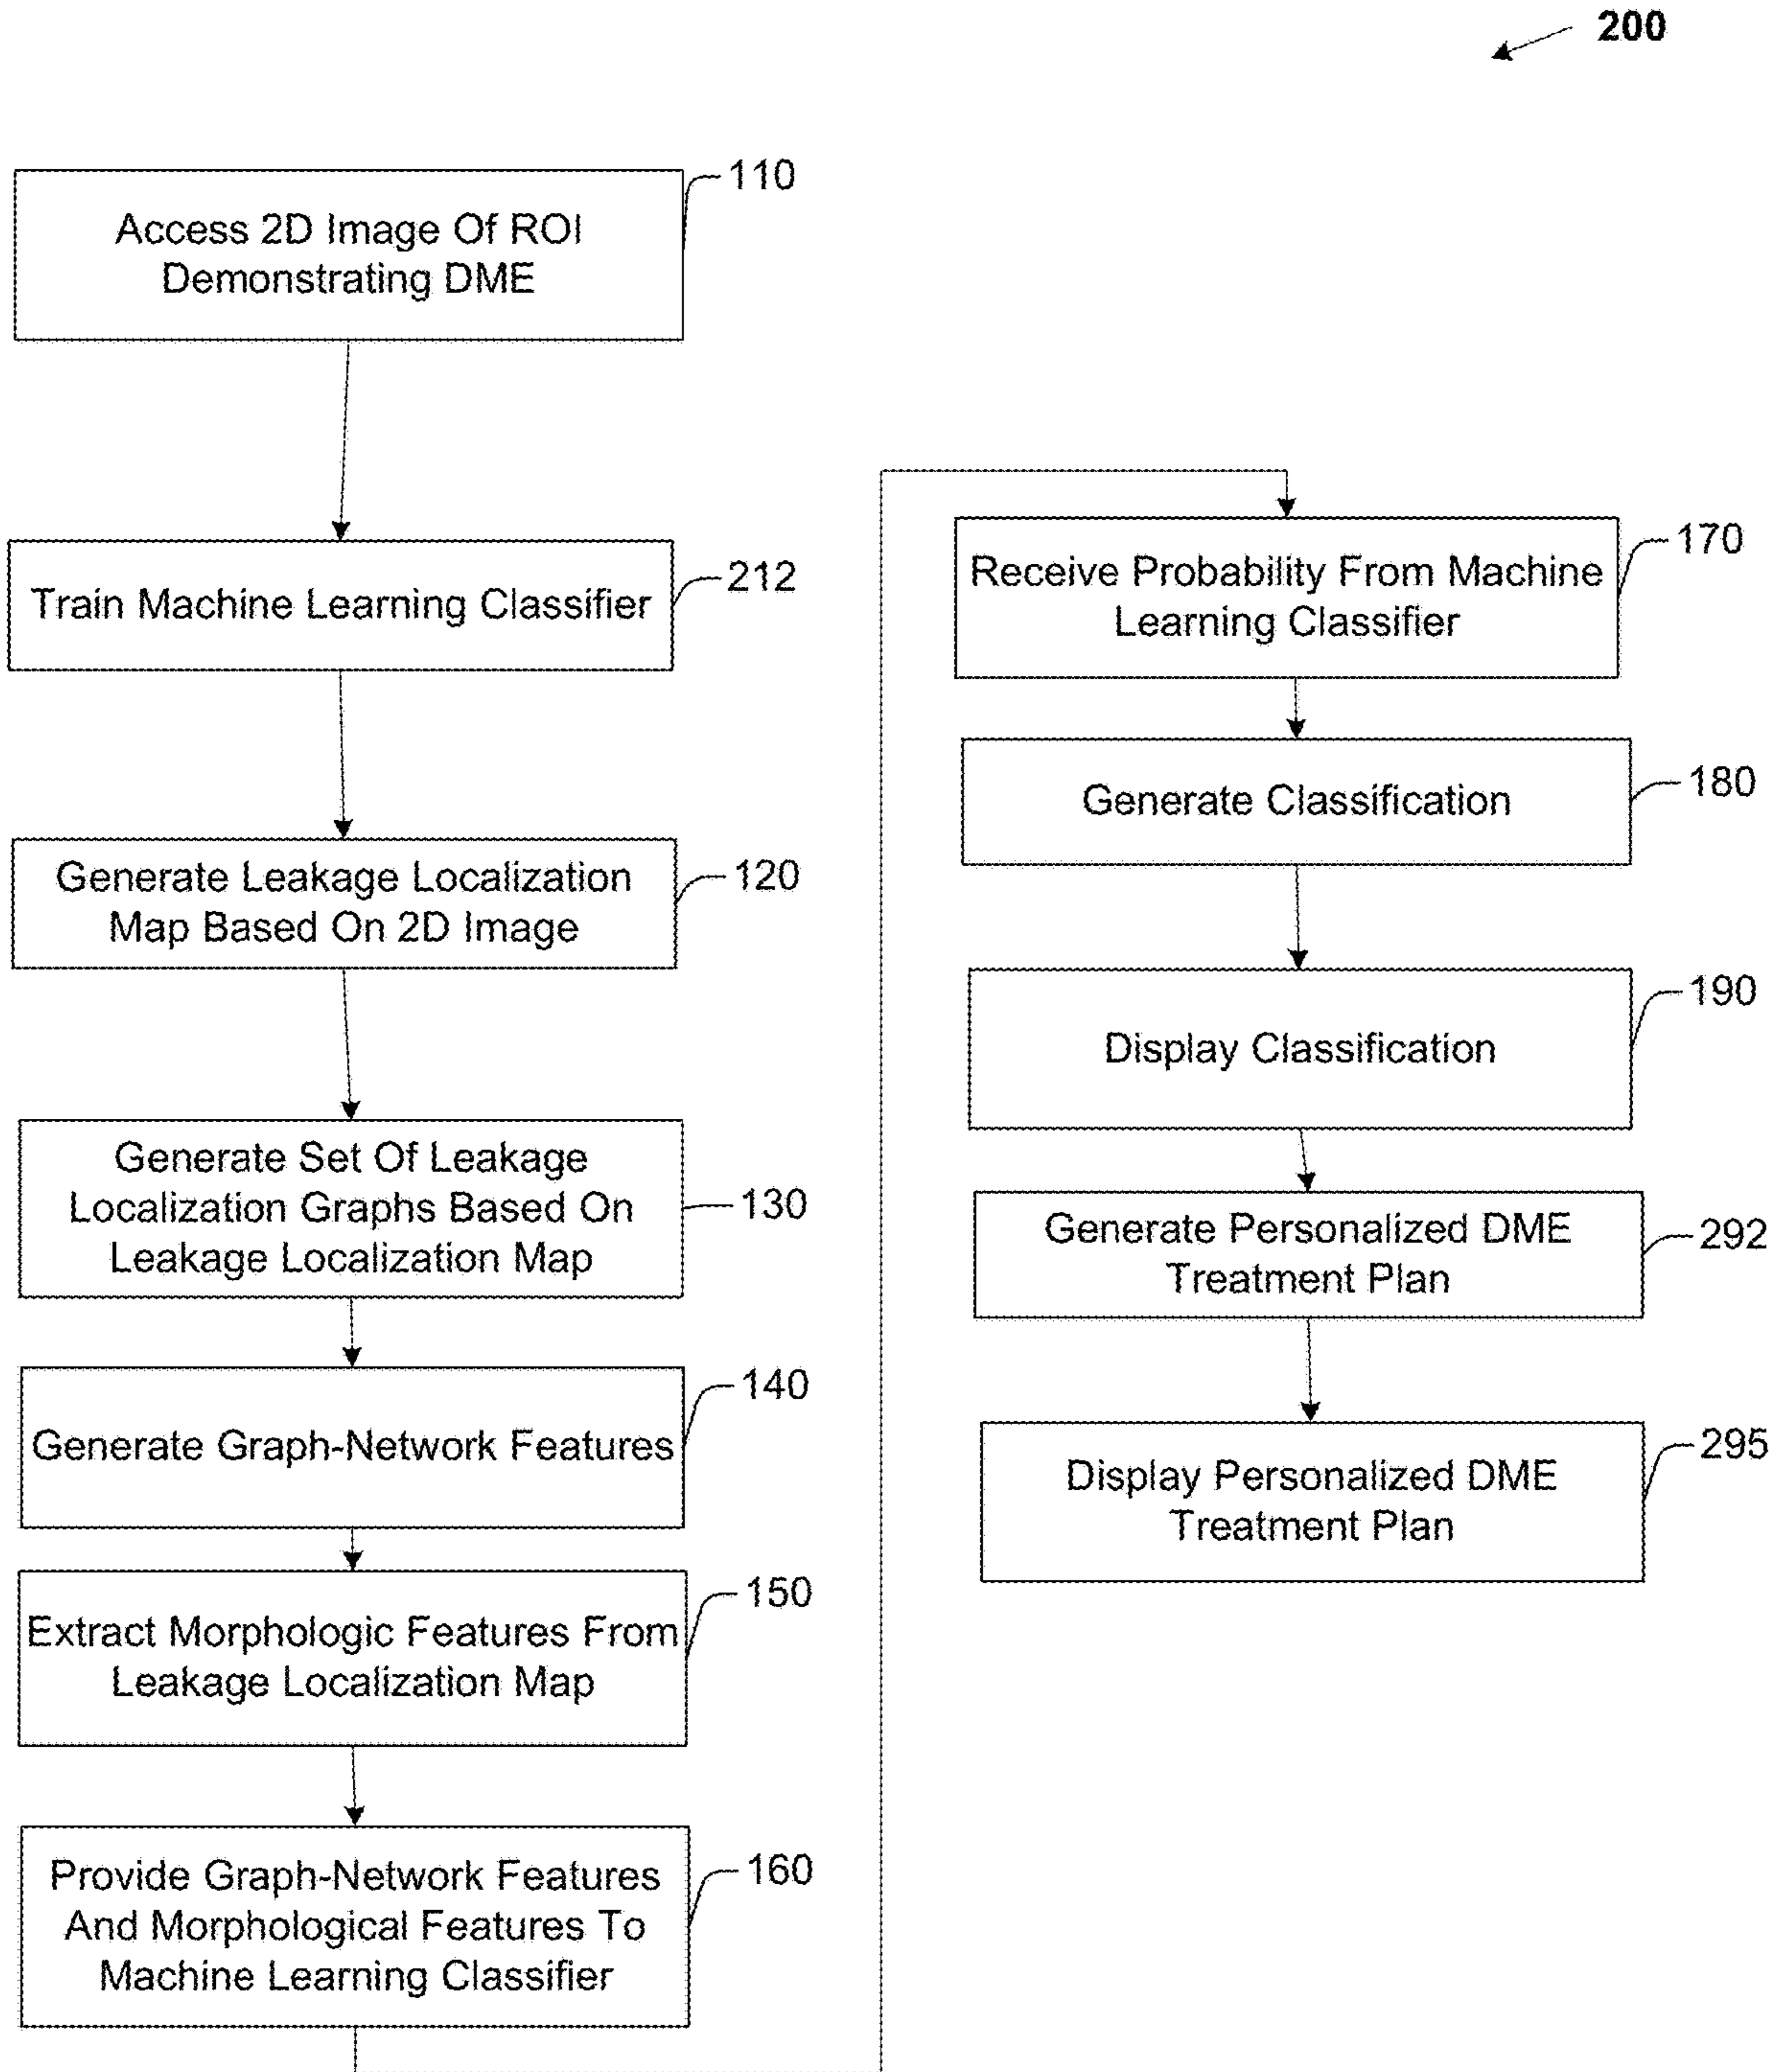 200
110
Access 2D Image Of ROI
Demonstrating DME
212
Train Machine Learning Classifier
120
Generate Leakage Localization
Map Based On 2D Image
130
Generate Set Of Leakage
Localization Graphs Based On
Leakage Localization Map
140
Generate Graph-Network Features
150
Extract Morphologic Features From
Leakage Localization Map
160
Provide Graph-Network Features
And Morphological Features To
Machine Learning Classifier
170
Receive Probability From Machine
Learning Classifier
180
Generate Classification
190
Display Classification
292
Generate Personalized DME
Treatment Plan
295
Display Personalized DME
Treatment Plan